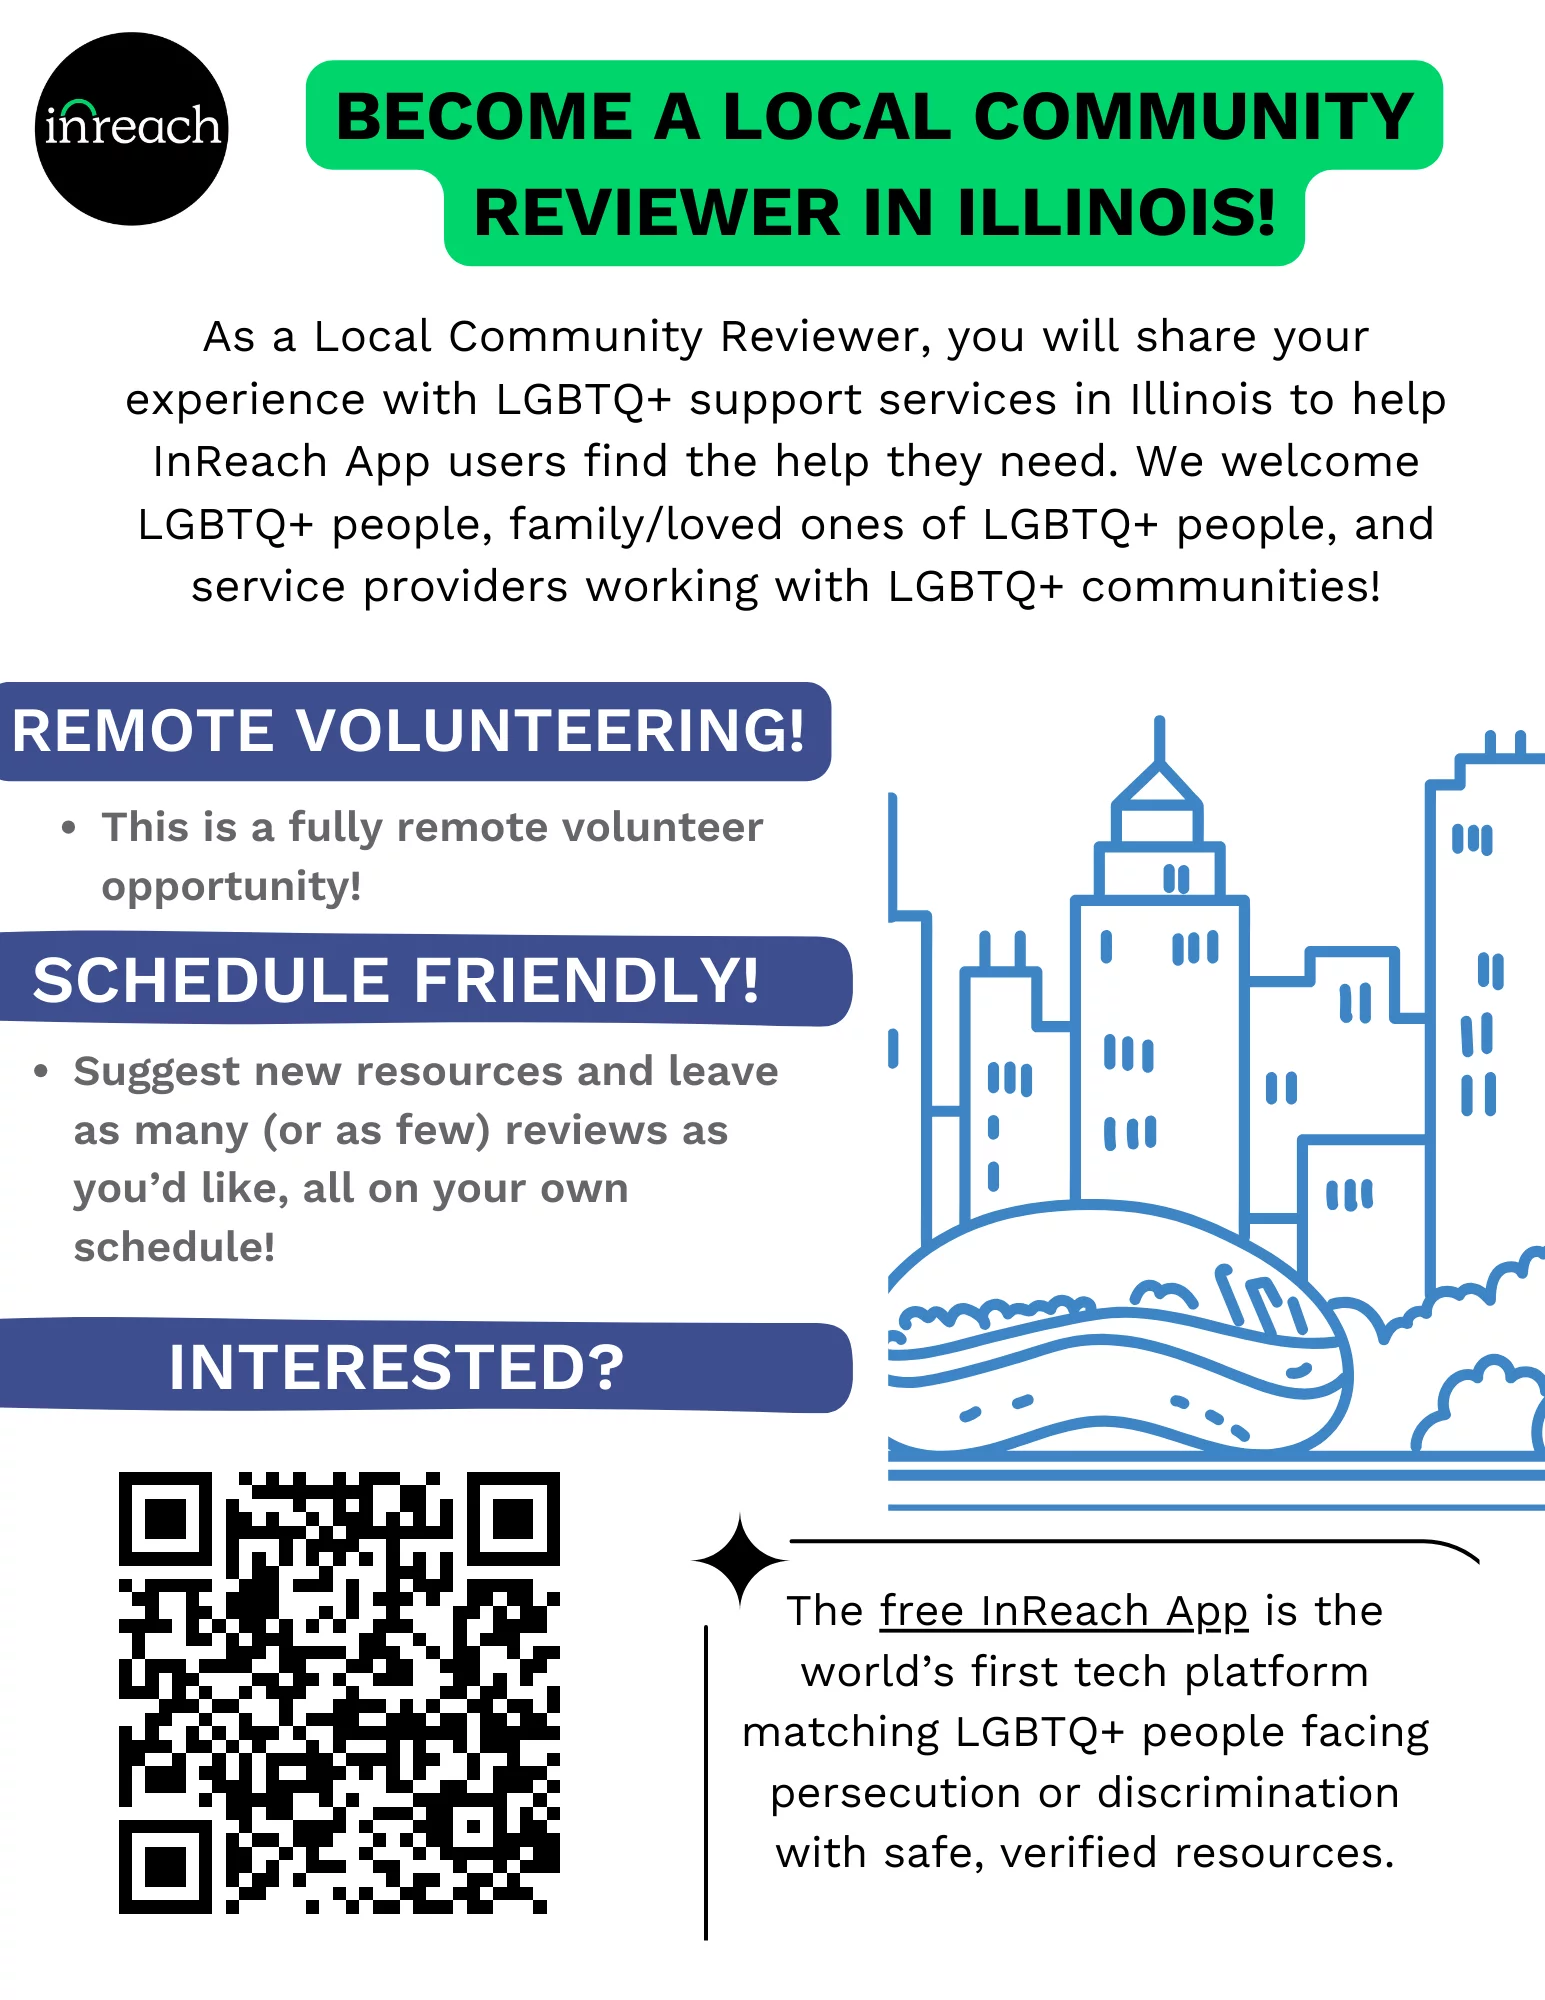 inreach
BECOME A LOCAL COMMUNITY
REVIEWER IN ILLINOIS!
As a Local Community Reviewer, you will share your
experience with LGBTQ+ support services in Illinois to help
InReach App users find the help they need. We welcome
LGBTQ+ people, family/loved ones of LGBTQ+ people, and
service providers working with LGBTQ+ communities!
REMOTE VOLUNTEERING!
• This is a fully remote volunteer
opportunity!
SCHEDULE FRIENDLY!
• Suggest new resources and leave
as many (or as few) reviews as
you’d like, all on your own
schedule!
INTERESTED?
The free InReach App is the
world’s first tech platform
matching LGBTQ+ people facing
persecution or discrimination
with safe, verified resources.